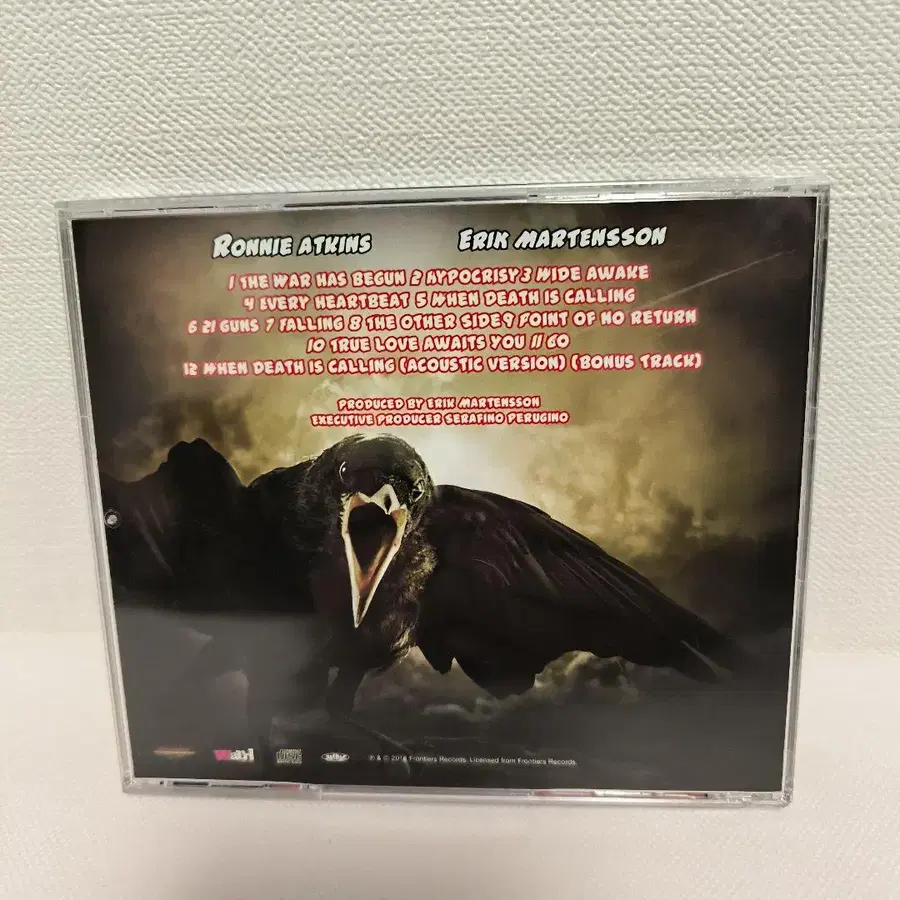 RONNIE ATKINS ERIK MARTENSSON
1 THE WAR HAS BEGUN 2 HYPOCRISY 3 WIDE AWAKE
4 EVERY HEARTBEAT 5 WHEN DEATH IS CALLING
6 21 GUNS 7 FALLING 8 THE OTHER SIDE 9 POINT OF NO RETURN
10 TRUE LOVE AWAITS YOU 11 GO
12 WHEN DEATH IS CALLING (ACOUSTIC VERSION) (BONUS TRACK)
PRODUCED BY ERIK MARTENSSON
EXECUTIVE PRODUCER SERAFINO PERUGINO
℗ & © 2016 Frontiers Records. Licensed from Frontiers Records.